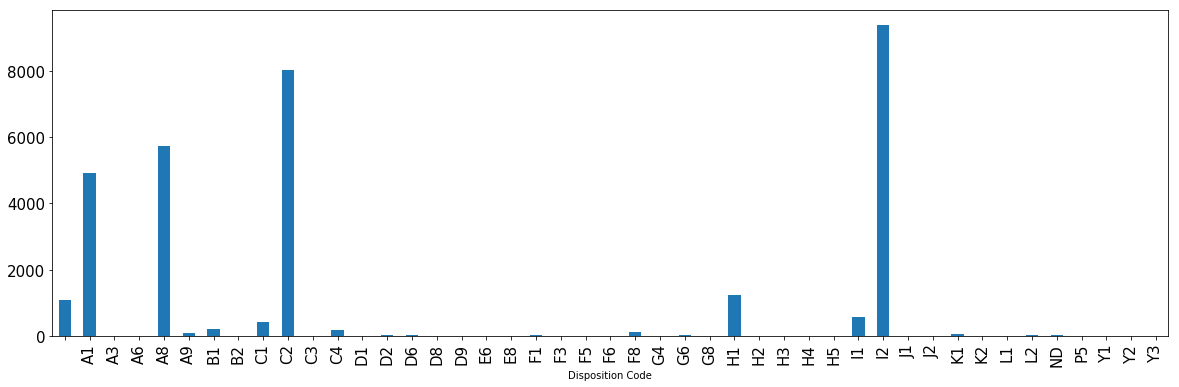 8000
6000
4000
2000
0
A1 A3 A6 A8 A9 B1 B2 C1 C2 C3 C4 D1 D2 D6 D8 D9 E6 E8 F1 F3 F5 F6 F8 G4 G6 G8 H1 H2 H3 H4 H5 I1 I2 J1 J2 K1 K2 L1 L2 ND P5 Y1 Y2 Y3
Disposition Code